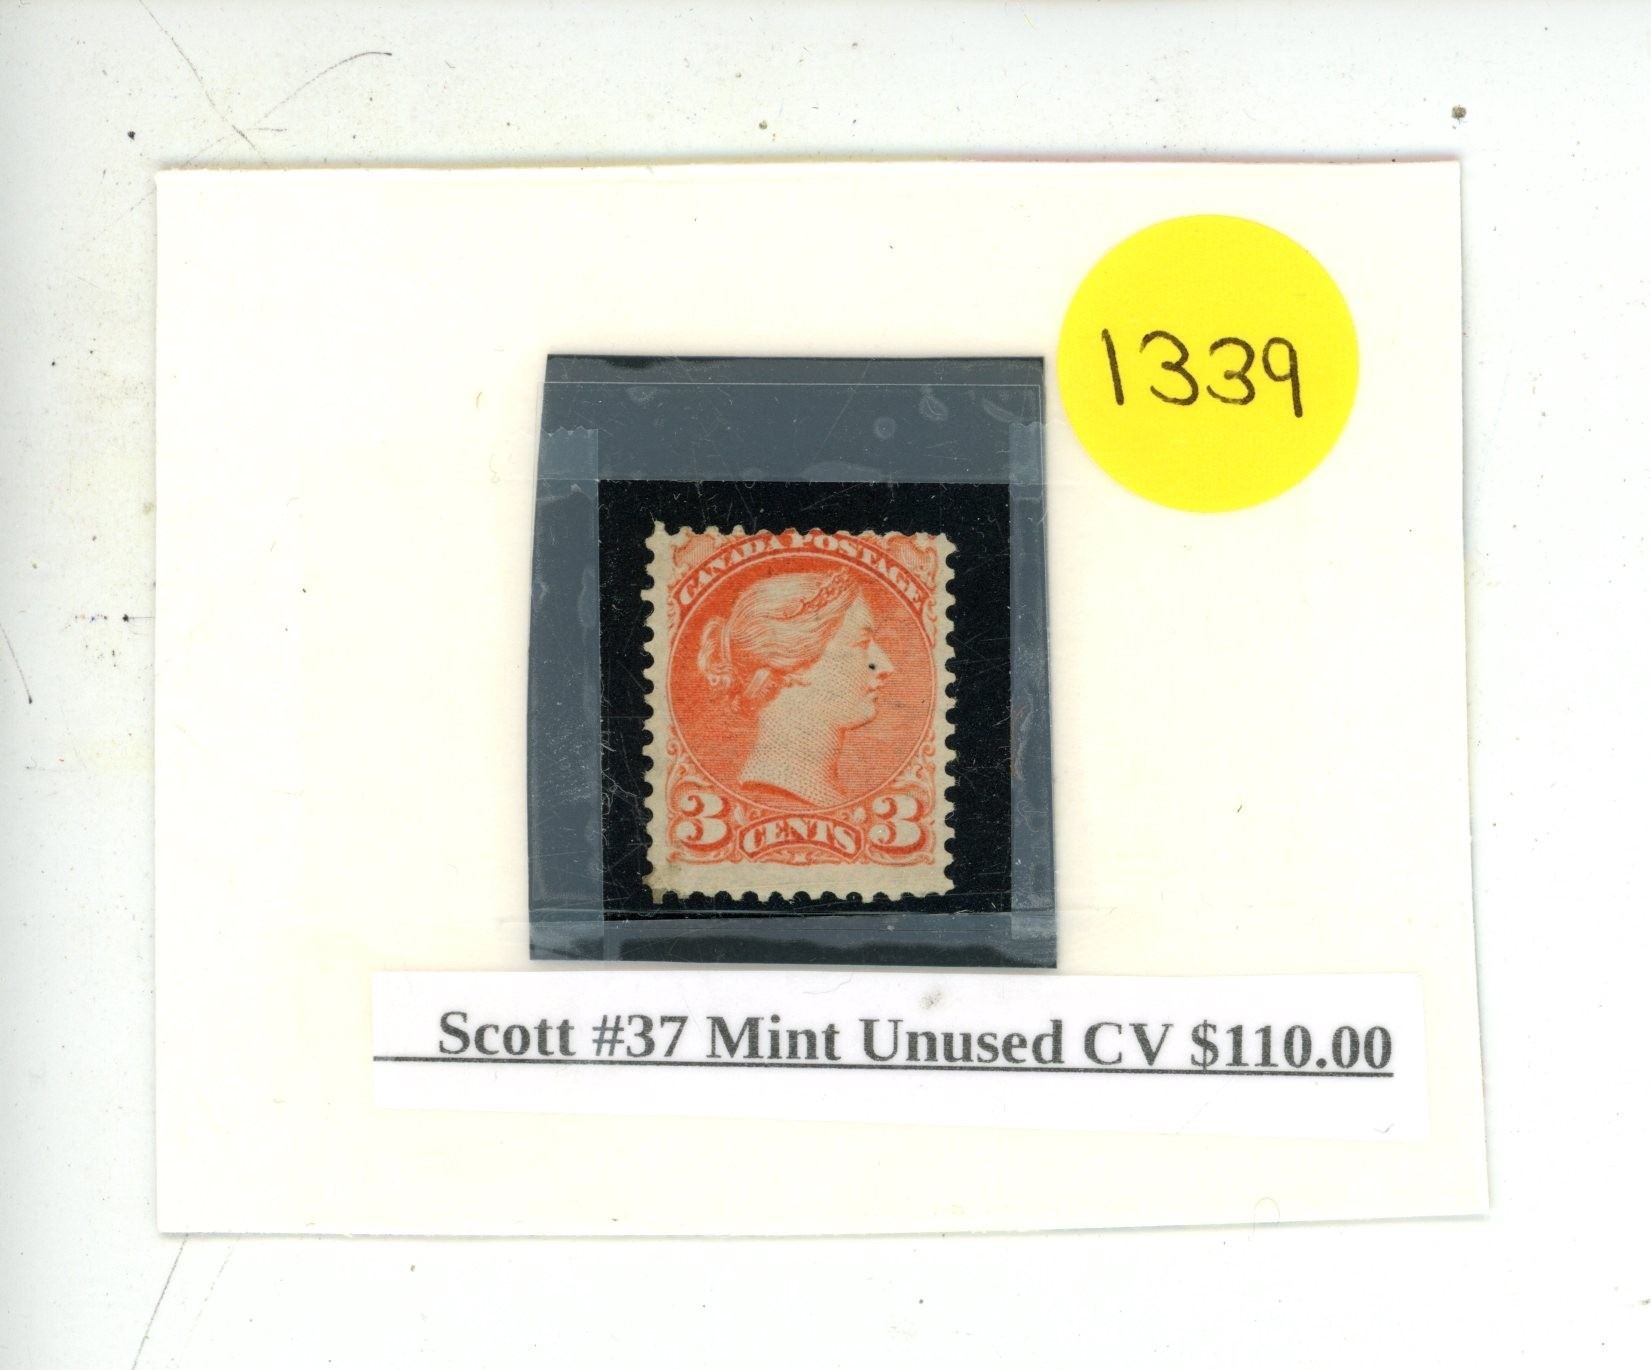 1339
CANADA POSTAGE
3 CENTS 3
Scott #37 Mint Unused CV $110.00